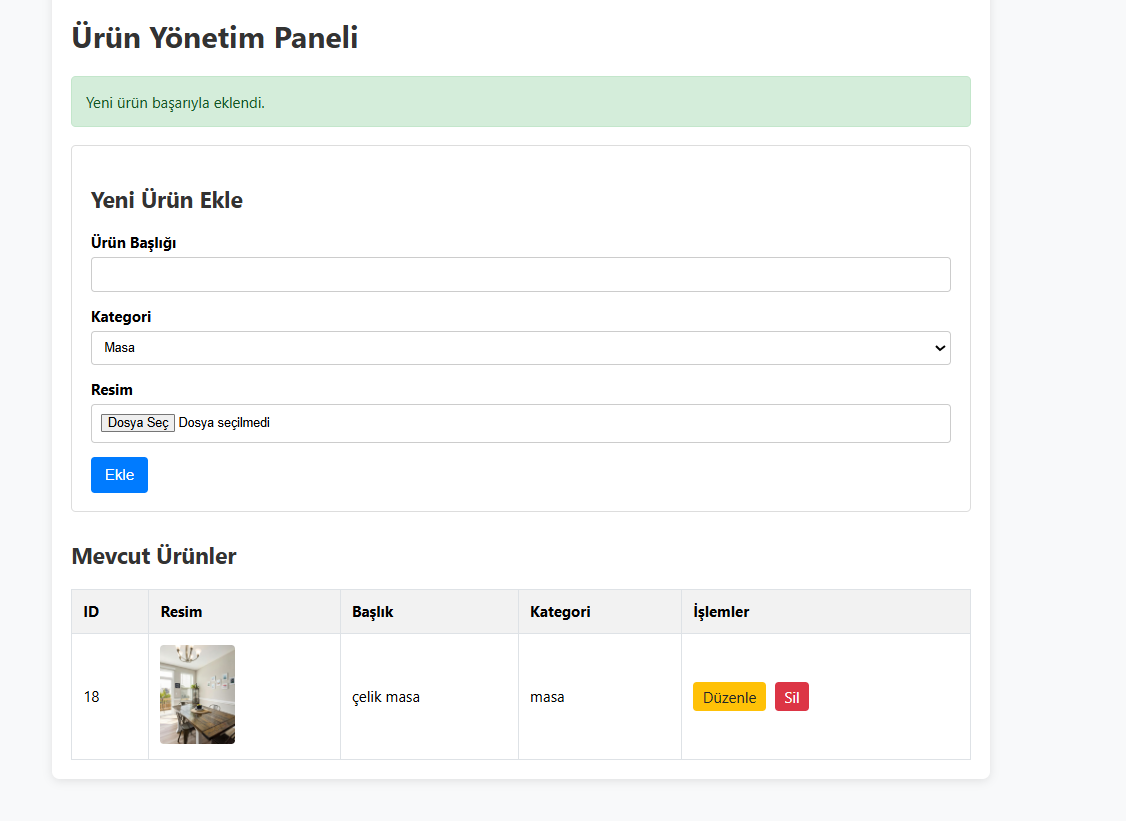 Ürün Yönetim Paneli
Yeni ürün başarıyla eklendi.
Yeni Ürün Ekle
Ürün Başlığı
Kategori
Masa
Resim
Dosya Seç Dosya seçilmedi
Ekle
Mevcut Ürünler
ID Resim Başlık Kategori İşlemler
18 çelik masa masa Düzenle Sil